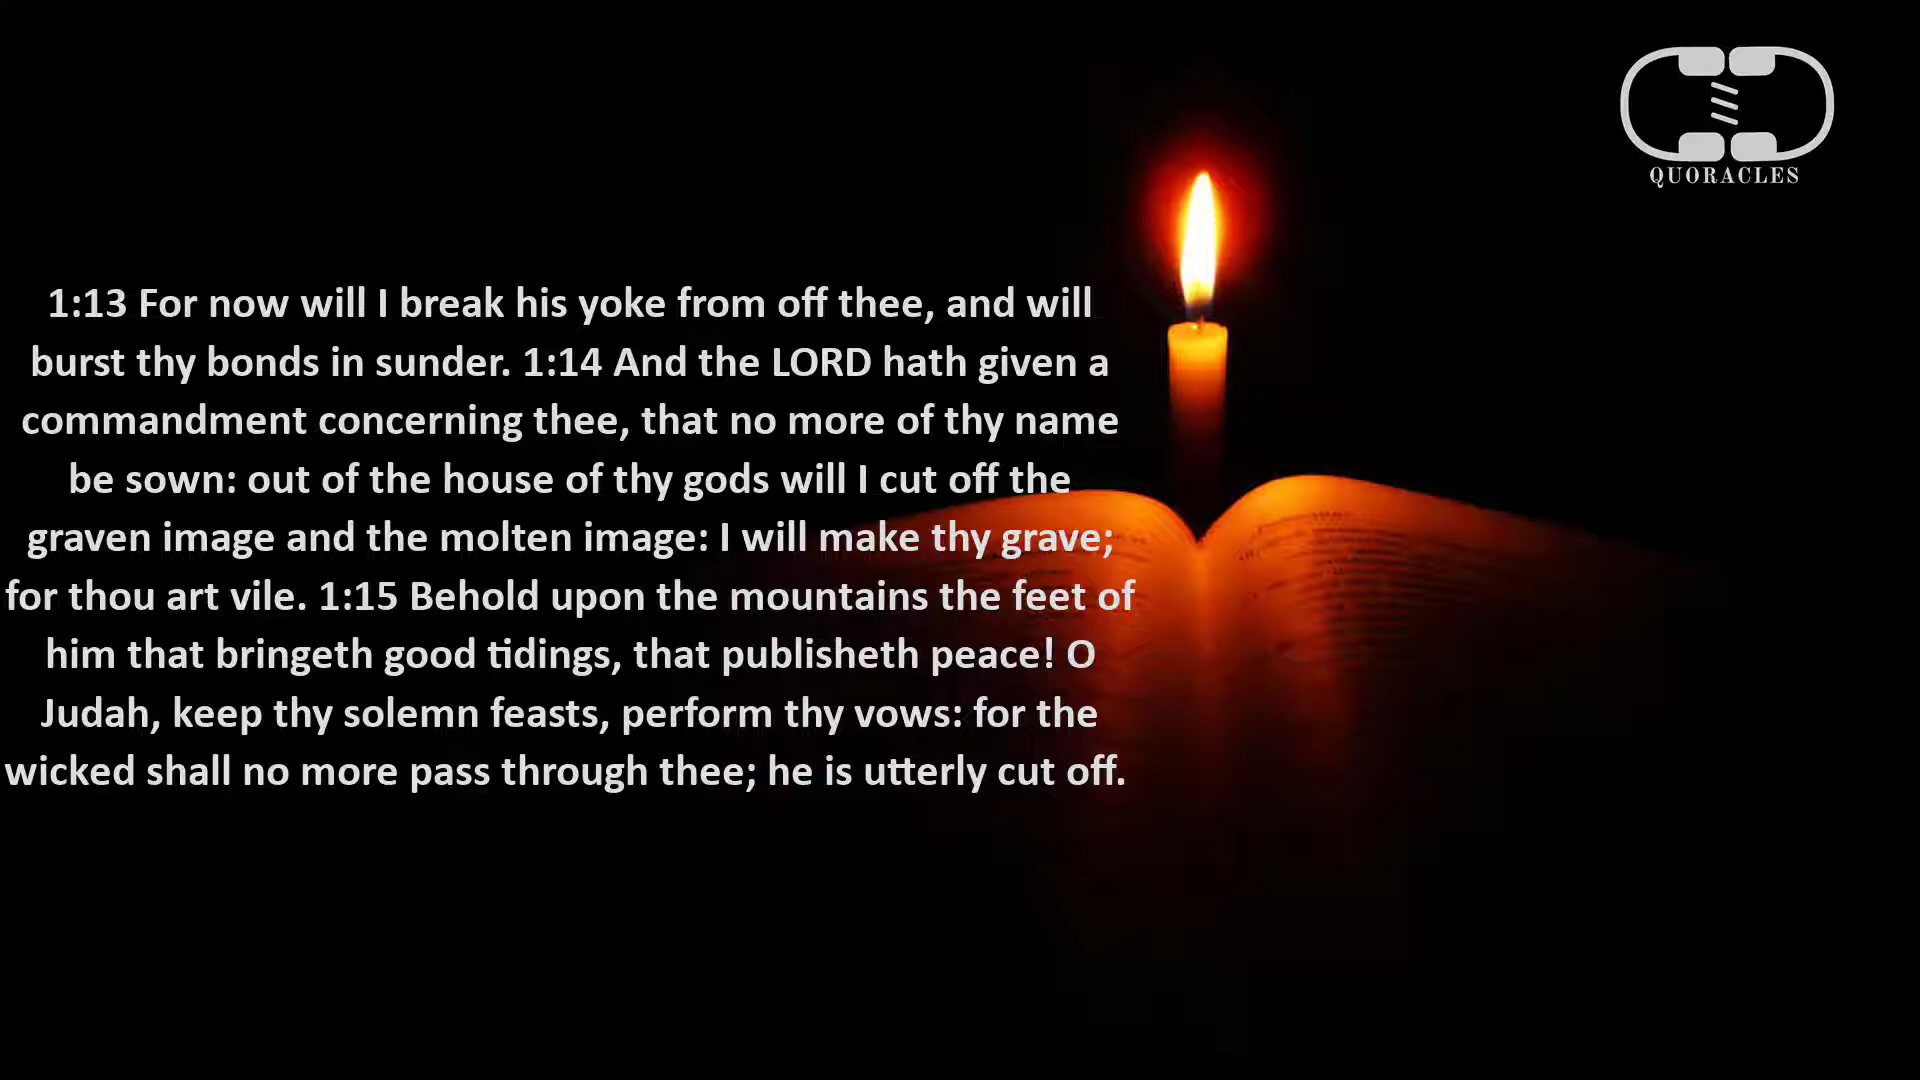 QUORACLES
1:13 For now will I break his yoke from off thee, and will
burst thy bonds in sunder. 1:14 And the LORD hath given a
commandment concerning thee, that no more of thy name
be sown: out of the house of thy gods will I cut off the
graven image and the molten image: I will make thy grave;
for thou art vile. 1:15 Behold upon the mountains the feet of
him that bringeth good tidings, that publisheth peace! O
Judah, keep thy solemn feasts, perform thy vows: for the
wicked shall no more pass through thee; he is utterly cut off.